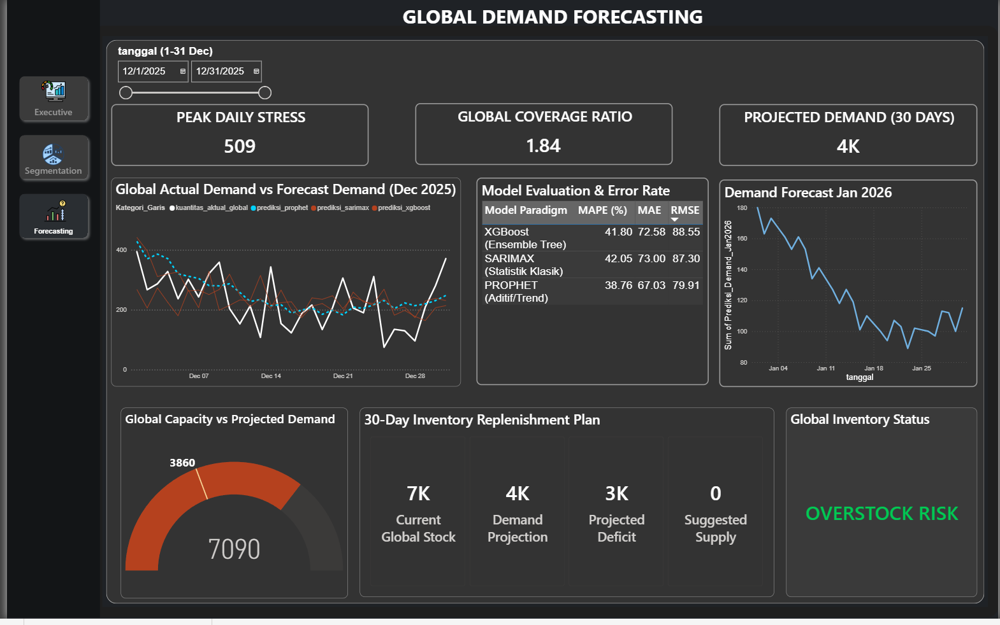 GLOBAL DEMAND FORECASTING
Executive
Segmentation
Forecasting
tanggal (1-31 Dec)
12/1/2025
12/31/2025
PEAK DAILY STRESS
509
GLOBAL COVERAGE RATIO
1.84
PROJECTED DEMAND (30 DAYS)
4K
Global Actual Demand vs Forecast Demand (Dec 2025)
Kategori_Garis kuantitas_aktual_global prediksi_prophet prediksi_sarimax prediksi_xgboost
400
200
0
Dec 07 Dec 14 Dec 21 Dec 28
Model Evaluation & Error Rate
Model Paradigm MAPE (%) MAE RMSE
XGBoost 41.80 72.58 88.55
(Ensemble Tree)
SARIMAX 42.05 73.00 87.30
(Statistik Klasik)
PROPHET 38.76 67.03 79.91
(Aditif/Trend)
Demand Forecast Jan 2026
Sum of Prediksi_Demand_Jan2026
180
160
140
120
100
80
Jan 04 Jan 11 Jan 18 Jan 25
tanggal
Global Capacity vs Projected Demand
3860
7090
30-Day Inventory Replenishment Plan
7K
Current
Global Stock
4K
Demand
Projection
3K
Projected
Deficit
0
Suggested
Supply
Global Inventory Status
OVERSTOCK RISK